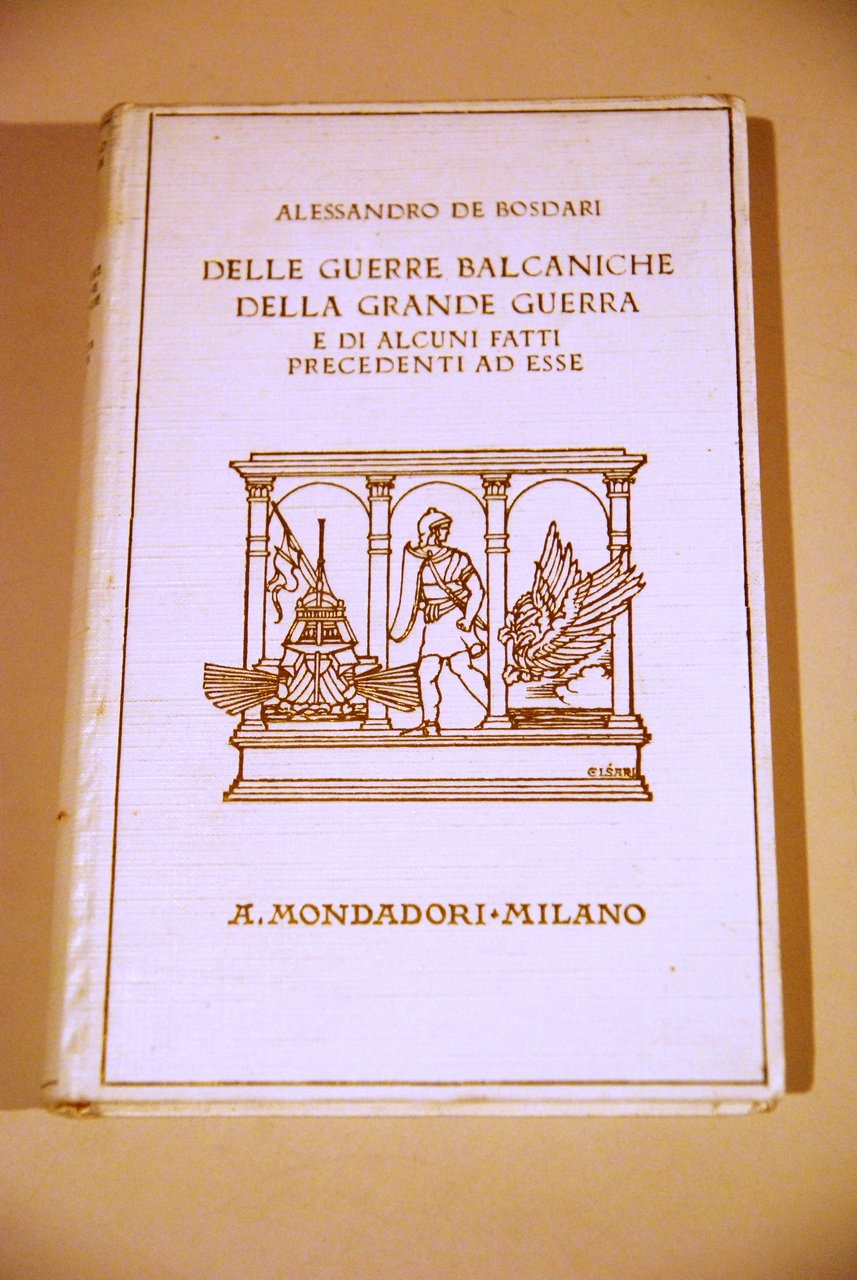 ALESSANDRO DE BOSDARI
DELLE GUERRE BALCANICHE
DELLA GRANDE GUERRA
E DI ALCUNI FATTI
PRECEDENTI AD ESSE
A. MONDADORI·MILANO